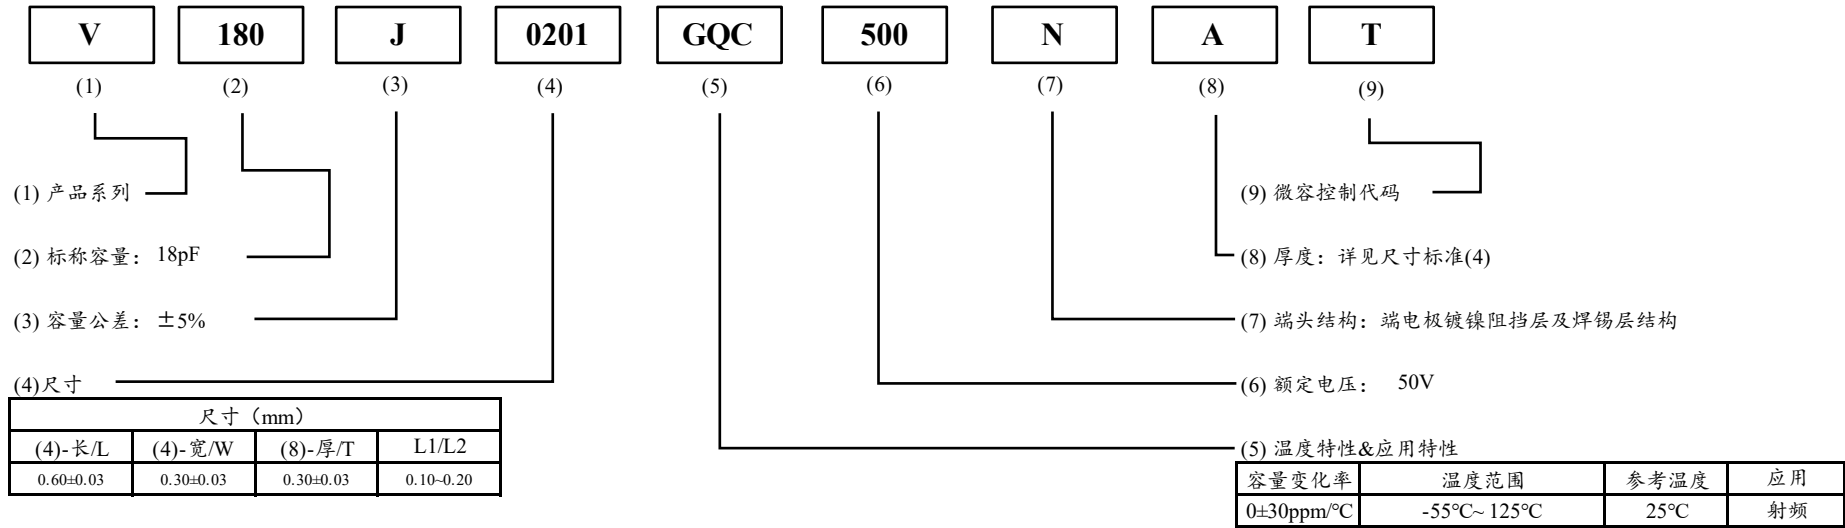 V 180 J 0201 GQC 500 N A T
(1) (2) (3) (4) (5) (6) (7) (8) (9)
(1) 产品系列
(9) 微容控制代码
(2) 标称容量： 18pF
(8) 厚度：详见尺寸标准(4)
(3) 容量公差：±5%
(7) 端头结构：端电极镀镍阻挡层及焊锡层结构
(4)尺寸
(6) 额定电压： 50V
尺寸（mm）
(4)-长/L (4)-宽/W (8)-厚/T L1/L2
0.60±0.03 0.30±0.03 0.30±0.03 0.10~0.20
(5) 温度特性&应用特性
容量变化率 温度范围 参考温度 应用
0±30ppm/℃ -55℃~ 125℃ 25℃ 射频